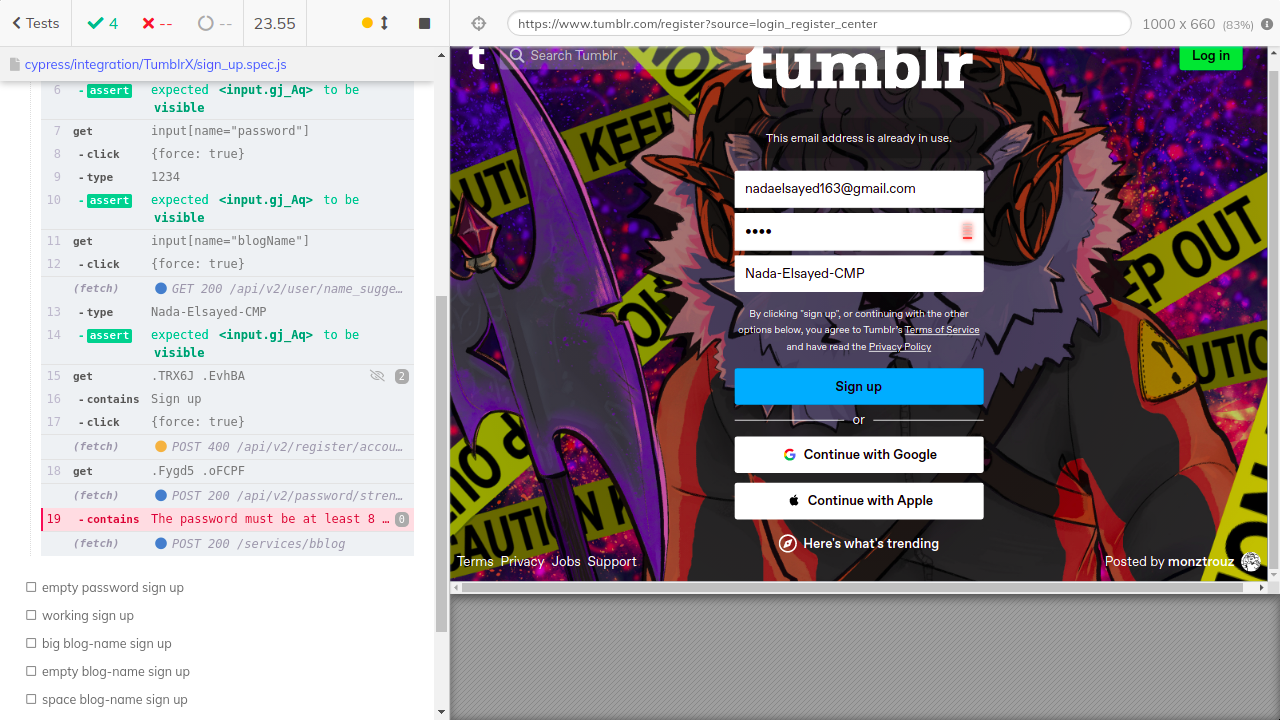 Tests 4 -- -- 23.55
https://www.tumblr.com/register?source=login_register_center
1000 x 660 (83%)
cypress/integration/TumblrX/sign_up.spec.js
6 - assert expected <input.gj_Aq> to be
visible
7 get input[name="password"]
8 - click {force: true}
9 - type 1234
10 - assert expected <input.gj_Aq> to be
visible
11 get input[name="blogName"]
12 - click {force: true}
(fetch) GET 200 /api/v2/user/name_sugge…
13 - type Nada-Elsayed-CMP
14 - assert expected <input.gj_Aq> to be
visible
15 get .TRX6J .EvhBA 2
16 - contains Sign up
17 - click {force: true}
(fetch) POST 400 /api/v2/register/accou…
18 get .Fygd5 .oFCPF
(fetch) POST 200 /api/v2/password/stren…
19 - contains The password must be at least 8 … 0
(fetch) POST 200 /services/bblog
empty password sign up
working sign up
big blog-name sign up
empty blog-name sign up
space blog-name sign up
t Search Tumblr
tumblr
Log in
This email address is already in use.
nadaelsayed163@gmail.com
••••
Nada-Elsayed-CMP
By clicking "sign up", or continuing with the other
options below, you agree to Tumblr's Terms of Service
and have read the Privacy Policy
Sign up
or
Continue with Google
Continue with Apple
Here's what's trending
Terms Privacy Jobs Support
Posted by monztrouz
KEEP
CAUTION
P OUT